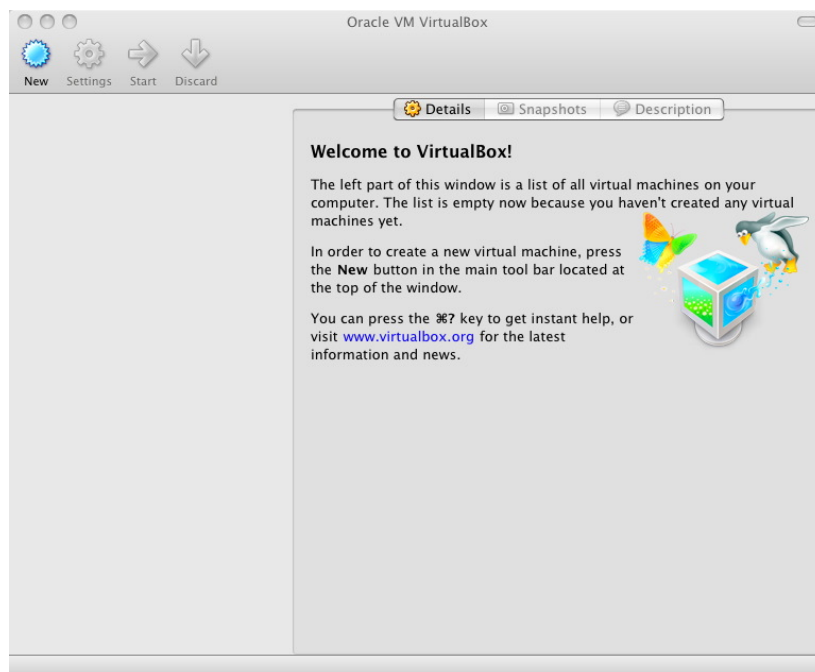 Oracle VM VirtualBox
New Settings Start Discard
Details Snapshots Description
Welcome to VirtualBox!
The left part of this window is a list of all virtual machines on your
computer. The list is empty now because you haven't created any virtual
machines yet.
In order to create a new virtual machine, press
the New button in the main tool bar located at
the top of the window.
You can press the ⌘? key to get instant help, or
visit www.virtualbox.org for the latest
information and news.